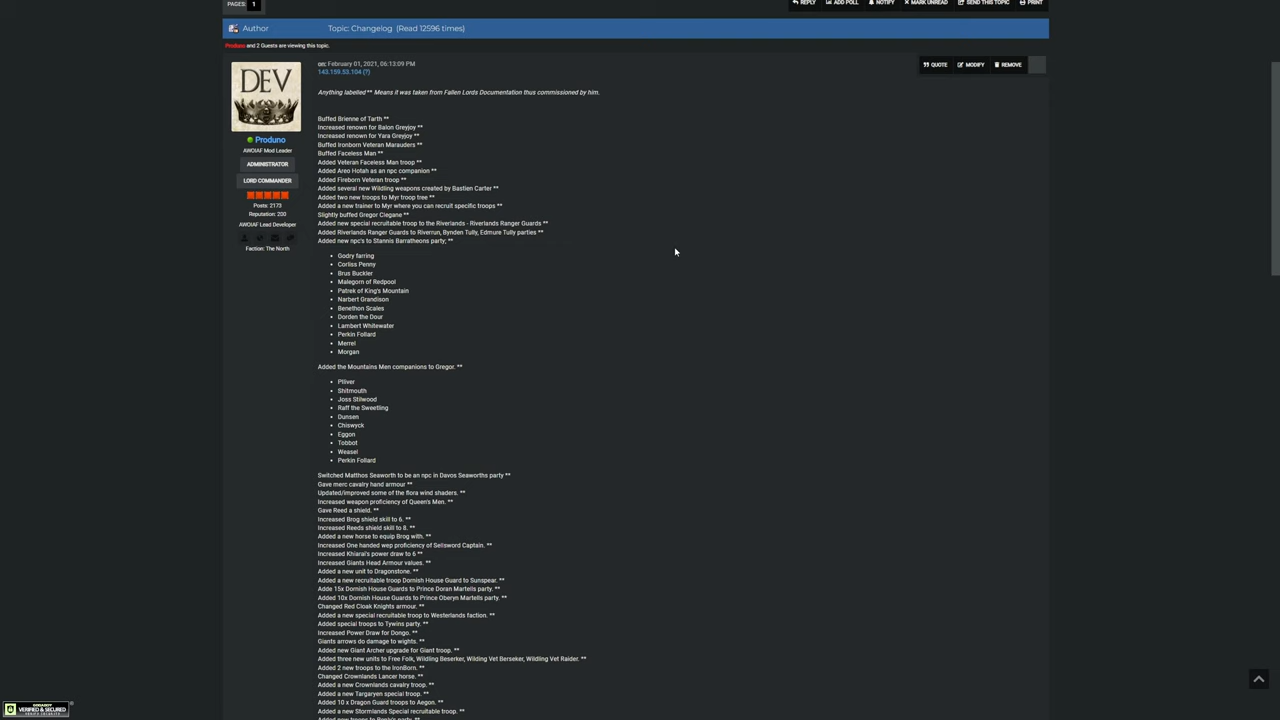 PAGES: 1
REPLY ADD POLL NOTIFY MARK UNREAD SEND THIS TOPIC PRINT
Author Topic: Changelog (Read 12596 times)
Produno and 2 Guests are viewing this topic.
on: February 01, 2021, 06:13:09 PM
143.159.53.104 (?)
QUOTE MODIFY REMOVE
DEV
Produno
AWOIAF Mod Leader
ADMINISTRATOR
LORD COMMANDER
Posts: 2173
Reputation: 200
AWOIAF Lead Developer
Faction: The North
Anything labelled** Means it was taken from Fallen Lords Documentation thus commissioned by him.
Buffed Brienne of Tarth **
Increased renown for Balon Greyjoy **
Increased renown for Yara Greyjoy **
Buffed Ironborn Veteran Marauders **
Buffed Faceless Man **
Added Veteran Faceless Man troop **
Added Areo Hotah as an npc companion **
Added Fireborn Veteran troop **
Added several new Wildling weapons created by Bastien Carter **
Added two new troops to Myr troop tree **
Added a new trainer to Myr where you can recruit specific troops **
Slightly buffed Gregor Clegane **
Added new special recruitable troop to the Riverlands - Riverlands Ranger Guards **
Added Riverlands Ranger Guards to Riverrun, Bynden Tully, Edmure Tully parties **
Added new npc's to Stannis Barratheons party; **
• Godry farring
• Corliss Penny
• Brus Buckler
• Malegorn of Redpool
• Patrek of King's Mountain
• Narbert Grandison
• Benethon Scales
• Dorden the Dour
• Lambert Whitewater
• Perkin Follard
• Merrel
• Morgan
Added the Mountains Men companions to Gregor. **
• Plliver
• Shitmouth
• Joss Stilwood
• Raff the Sweetling
• Dunsen
• Chiswyck
• Eggon
• Tobbot
• Weasel
• Perkin Follard
Switched Matthos Seaworth to be an npc in Davos Seaworths party **
Gave merc cavalry hand armour **
Updated/improved some of the flora wind shaders. **
Increased weapon proficiency of Queen's Men. **
Gave Reed a shield. **
Increased Brog shield skill to 6. **
Increased Reeds shield skill to 8. **
Added a new horse to equip Brog with. **
Increased One handed wep proficiency of Sellsword Captain. **
Increased Khiarai's power draw to 6 **
Increased Giants Head Armour values. **
Added a new unit to Dragonstone. **
Added a new recruitable troop Dornish House Guard to Sunspear. **
Adde 15x Dornish House Guards to Prince Doran Martells party. **
Added 10x Dornish House Guards to Prince Oberyn Martells party. **
Changed Red Cloak Knights armour. **
Added a new special recruitable troop to Westerlands faction. **
Added special troops to Tywins party. **
Increased Power Draw for Dongo. **
Giants arrows do damage to wights. **
Added new Giant Archer upgrade for Giant troop. **
Added three new units to Free Folk, Wildling Beserker, Wilding Vet Berseker, Wildling Vet Raider. **
Added 2 new troops to the IronBorn. **
Changed Crownlands Lancer horse. **
Added a new Crownlands cavalry troop. **
Added a new Targaryen special troop. **
Added 10 x Dragon Guard troops to Aegon. **
Added a new Stormlands Special recruitable troop. **
VERIFIED & SECURED